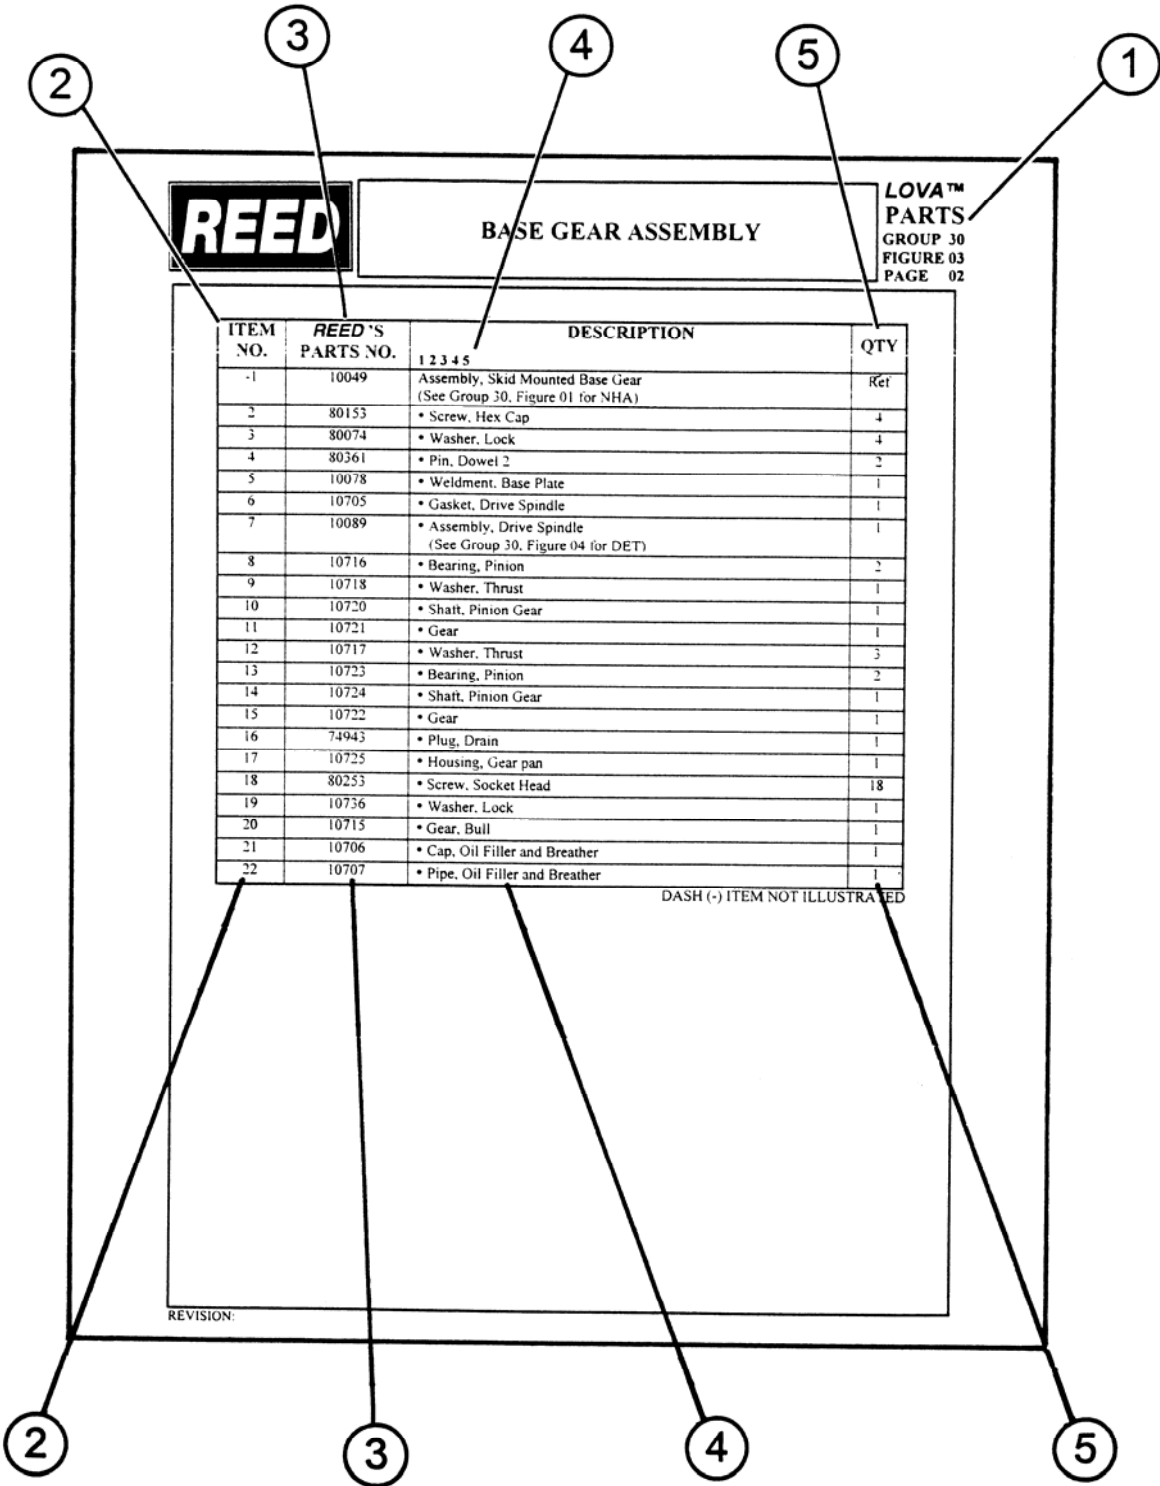 3
4
5
1
2
REED
BASE GEAR ASSEMBLY
LOVA™
PARTS
GROUP 30
FIGURE 03
PAGE 02
ITEM NO. REED'S PARTS NO. DESCRIPTION QTY
1 2 3 4 5
-1 10049 Assembly, Skid Mounted Base Gear Ref
(See Group 30, Figure 01 for NHA)
2 80153 • Screw, Hex Cap 4
3 80074 • Washer, Lock 4
4 80361 • Pin, Dowel 2 2
5 10078 • Weldment, Base Plate 1
6 10705 • Gasket, Drive Spindle 1
7 10089 • Assembly, Drive Spindle 1
(See Group 30, Figure 04 for DET)
8 10716 • Bearing, Pinion 2
9 10718 • Washer, Thrust 1
10 10720 • Shaft, Pinion Gear 1
11 10721 • Gear 1
12 10717 • Washer, Thrust 3
13 10723 • Bearing, Pinion 2
14 10724 • Shaft, Pinion Gear 1
15 10722 • Gear 1
16 74943 • Plug, Drain 1
17 10725 • Housing, Gear pan 1
18 80253 • Screw, Socket Head 18
19 10736 • Washer, Lock 1
20 10715 • Gear, Bull 1
21 10706 • Cap, Oil Filler and Breather 1
22 10707 • Pipe, Oil Filler and Breather 1
DASH (-) ITEM NOT ILLUSTRATED
REVISION:
2
3
4
5